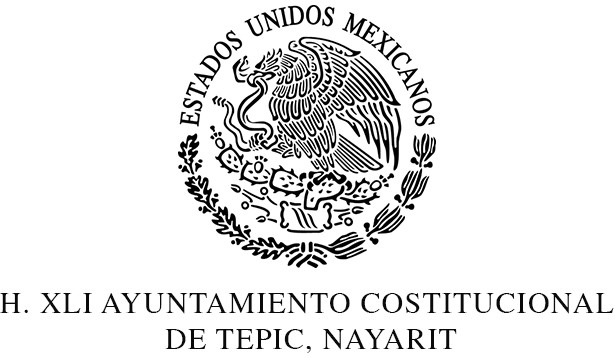 ESTADOS UNIDOS MEXICANOS
H. XLI AYUNTAMIENTO COSTITUCIONAL
DE TEPIC, NAYARIT